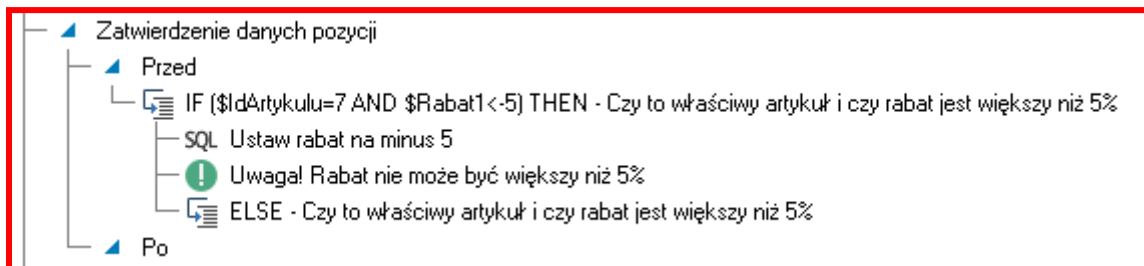 Zatwierdzenie danych pozycji
Przed
IF ($IdArtykulu=7 AND $Rabat1<-5) THEN - Czy to właściwy artykuł i czy rabat jest większy niż 5%
SQL Ustaw rabat na minus 5
Uwaga! Rabat nie może być większy niż 5%
ELSE - Czy to właściwy artykuł i czy rabat jest większy niż 5%
Po